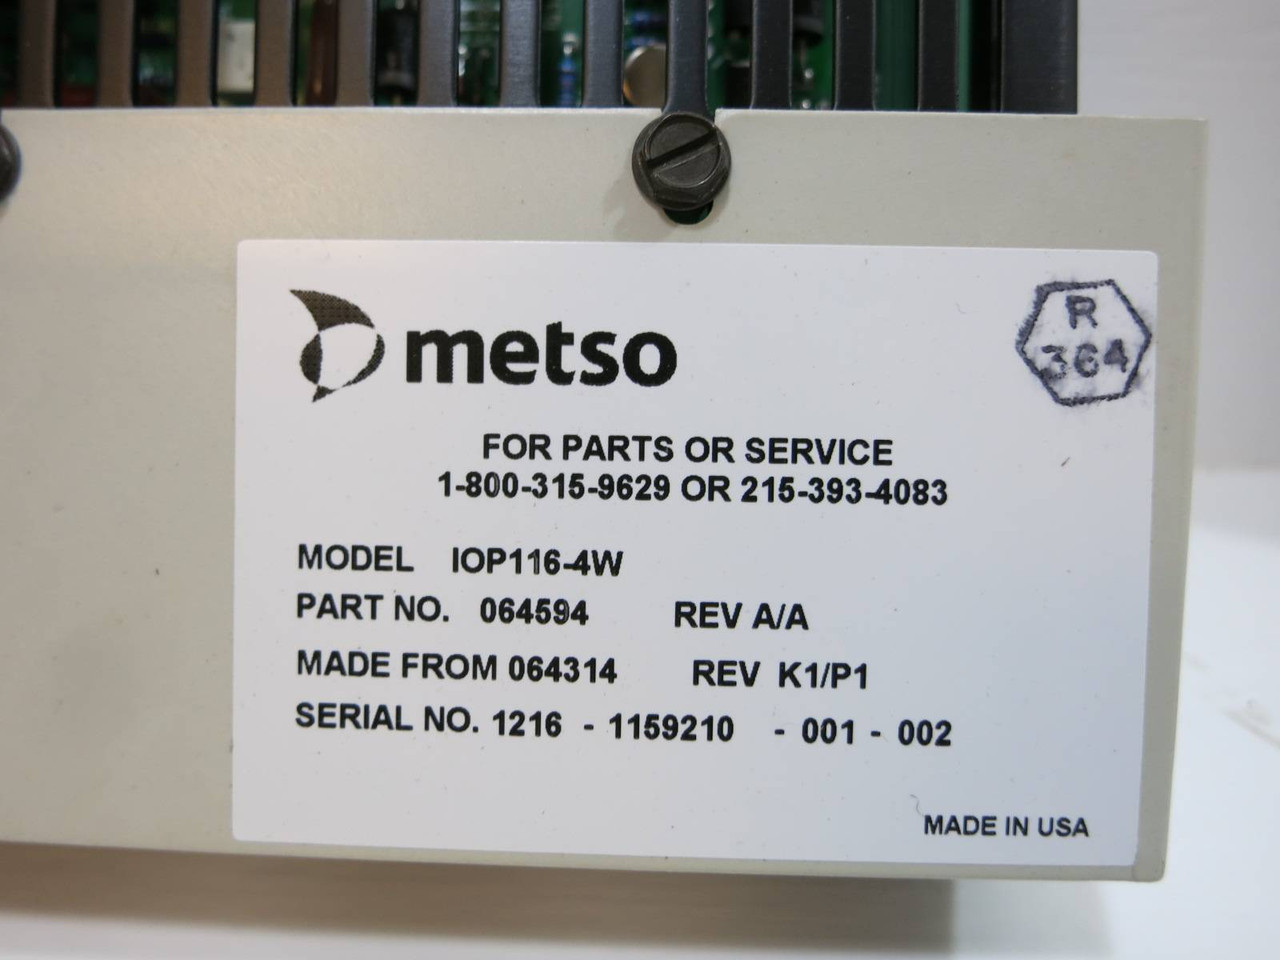 metso
R
364
FOR PARTS OR SERVICE
1-800-315-9629 OR 215-393-4083
MODEL IOP116-4W
PART NO. 064594 REV A/A
MADE FROM 064314 REV K1/P1
SERIAL NO. 1216 - 1159210 - 001 - 002
MADE IN USA